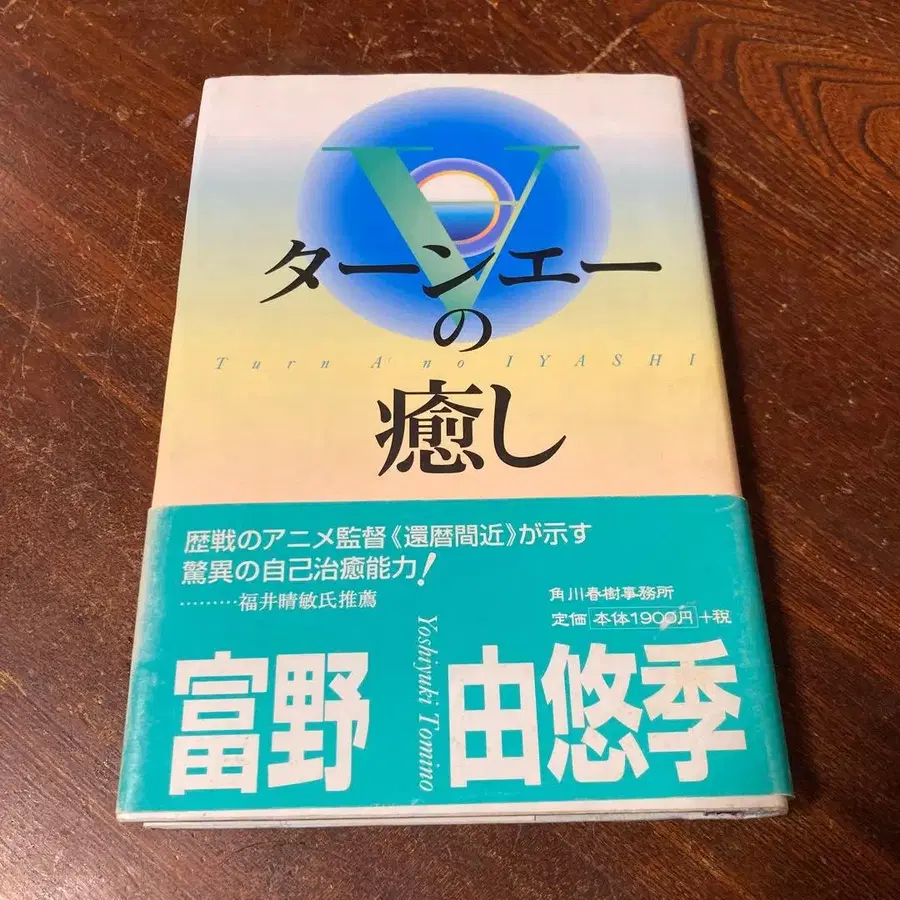 ∀
ターンエー
の
Turn A' no IYASHI
癒し
歴戦のアニメ監督《還暦間近》が示す
驚異の自己治癒能力!
………福井晴敏氏推薦
角川春樹事務所
定価 本体1900円 +税
富野 由悠季
Yoshiyuki Tomino